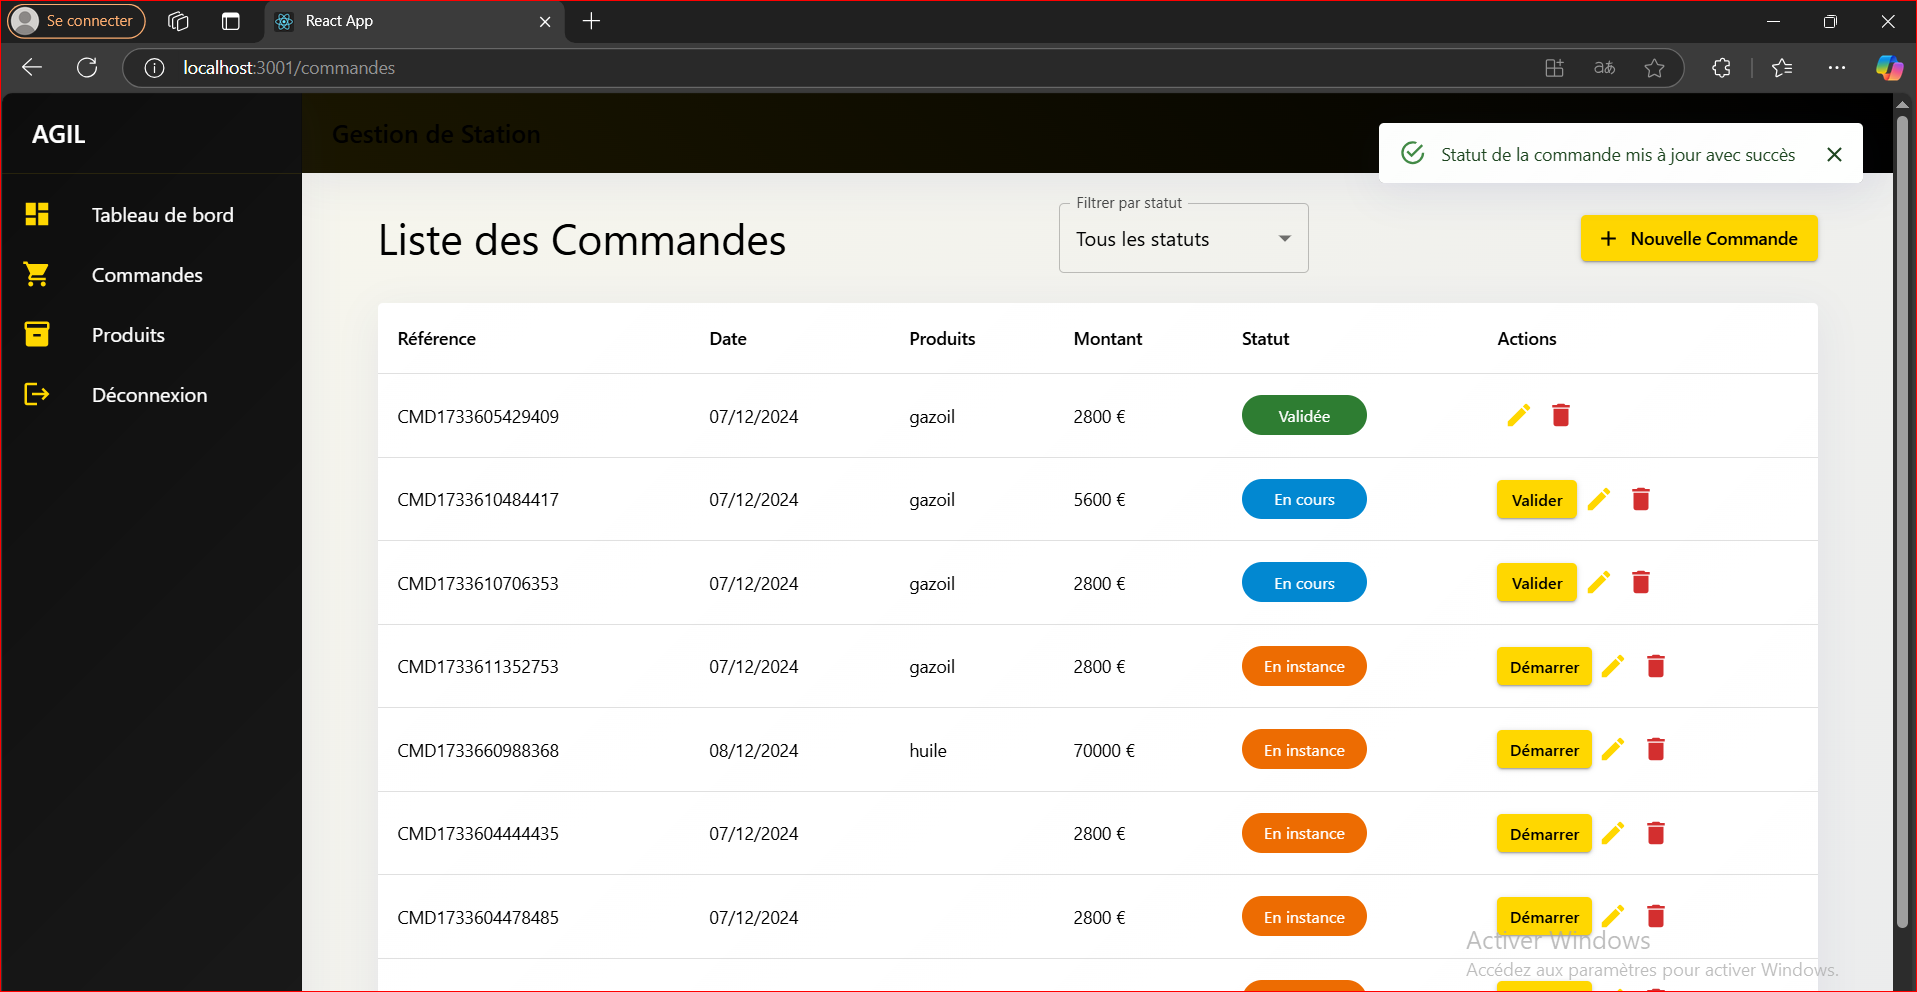 Se connecter
React App
localhost:3001/commandes
AGIL
Gestion de Station
Statut de la commande mis à jour avec succès
Tableau de bord
Commandes
Produits
Déconnexion
Liste des Commandes
Filtrer par statut
Tous les statuts
+ Nouvelle Commande
Référence Date Produits Montant Statut Actions
CMD1733605429409 07/12/2024 gazoil 2800 € Validée
CMD1733610484417 07/12/2024 gazoil 5600 € En cours Valider
CMD1733610706353 07/12/2024 gazoil 2800 € En cours Valider
CMD1733611352753 07/12/2024 gazoil 2800 € En instance Démarrer
CMD1733660988368 08/12/2024 huile 70000 € En instance Démarrer
CMD1733604444435 07/12/2024 2800 € En instance Démarrer
CMD1733604478485 07/12/2024 2800 € En instance Démarrer
Activer Windows
Accédez aux paramètres pour activer Windows.